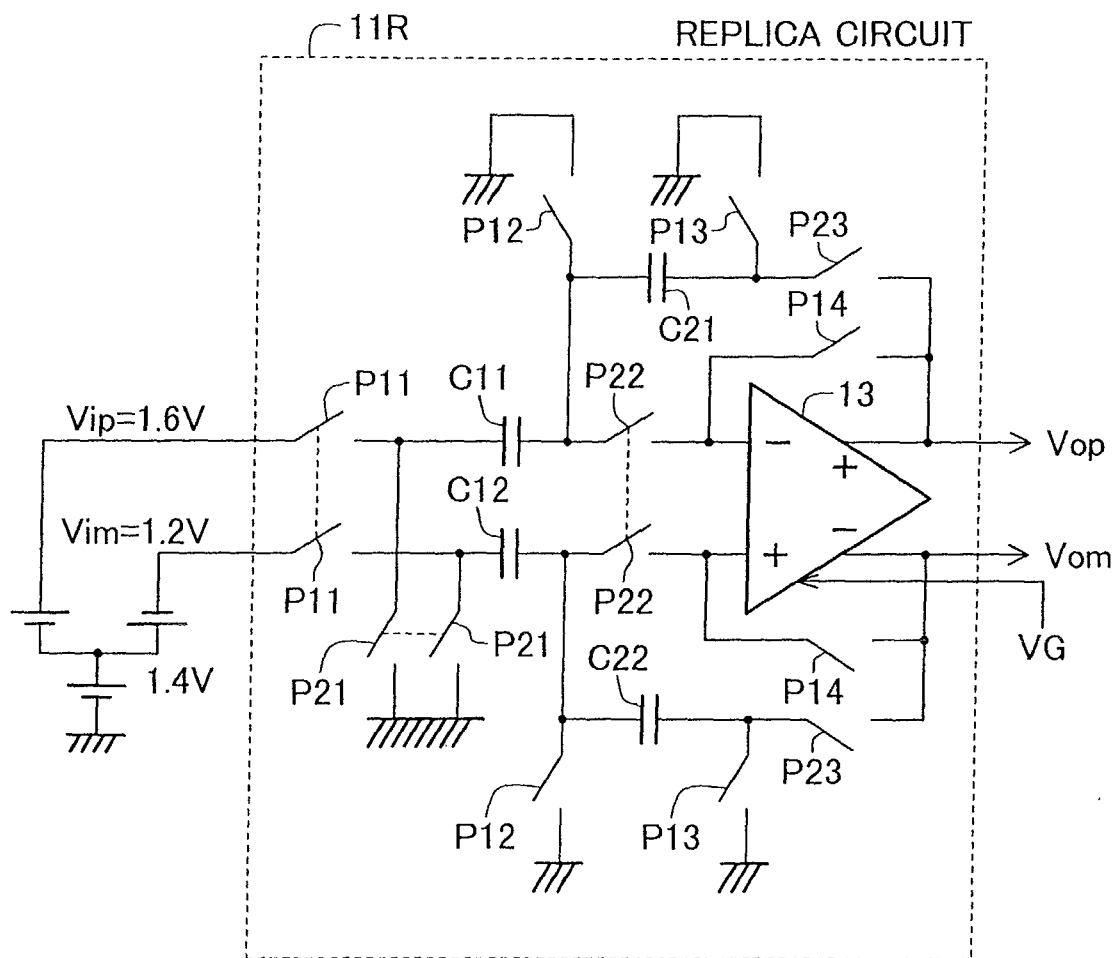 11R
REPLICA CIRCUIT
P12
P13
P23
C21
P14
P11
C11
P22
13
Vip=1.6V
−
+
Vop
C12
Vim=1.2V
−
+
Vom
P11
P22
P21
P21
C22
P14
VG
1.4V
P23
P12
P13